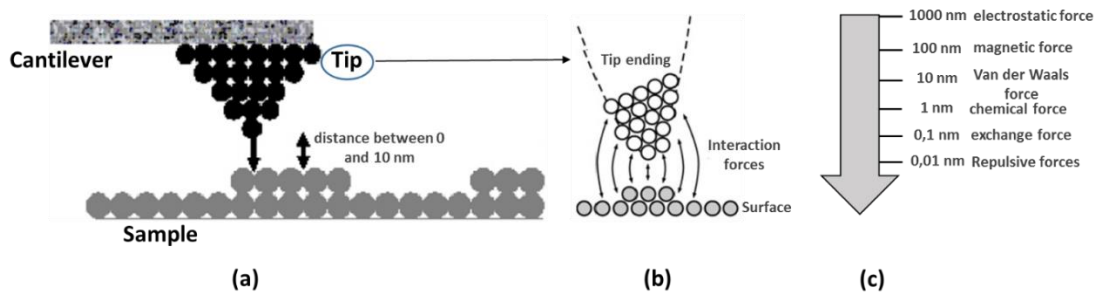 Cantilever
Tip
distance between 0
and 10 nm
Sample
(a)
Tip ending
Interaction
forces
Surface
(b)
1000 nm electrostatic force
100 nm magnetic force
10 nm Van der Waals
force
1 nm chemical force
0,1 nm exchange force
0,01 nm Repulsive forces
(c)